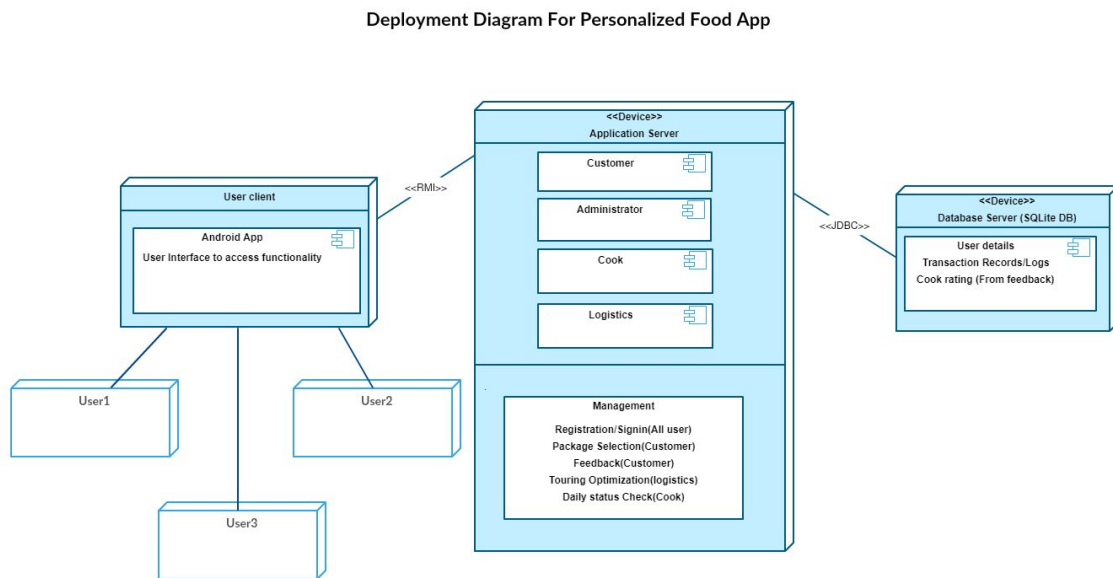 Deployment Diagram For Personalized Food App
<<Device>>
Application Server
Customer
Administrator
Cook
Logistics
Management
Registration/Signin(All user)
Package Selection(Customer)
Feedback(Customer)
Touring Optimization(logistics)
Daily status Check(Cook)
<<RMI>>
User client
Android App
User Interface to access functionality
User1
User2
User3
<<JDBC>>
<<Device>>
Database Server (SQLite DB)
User details
Transaction Records/Logs
Cook rating (From feedback)